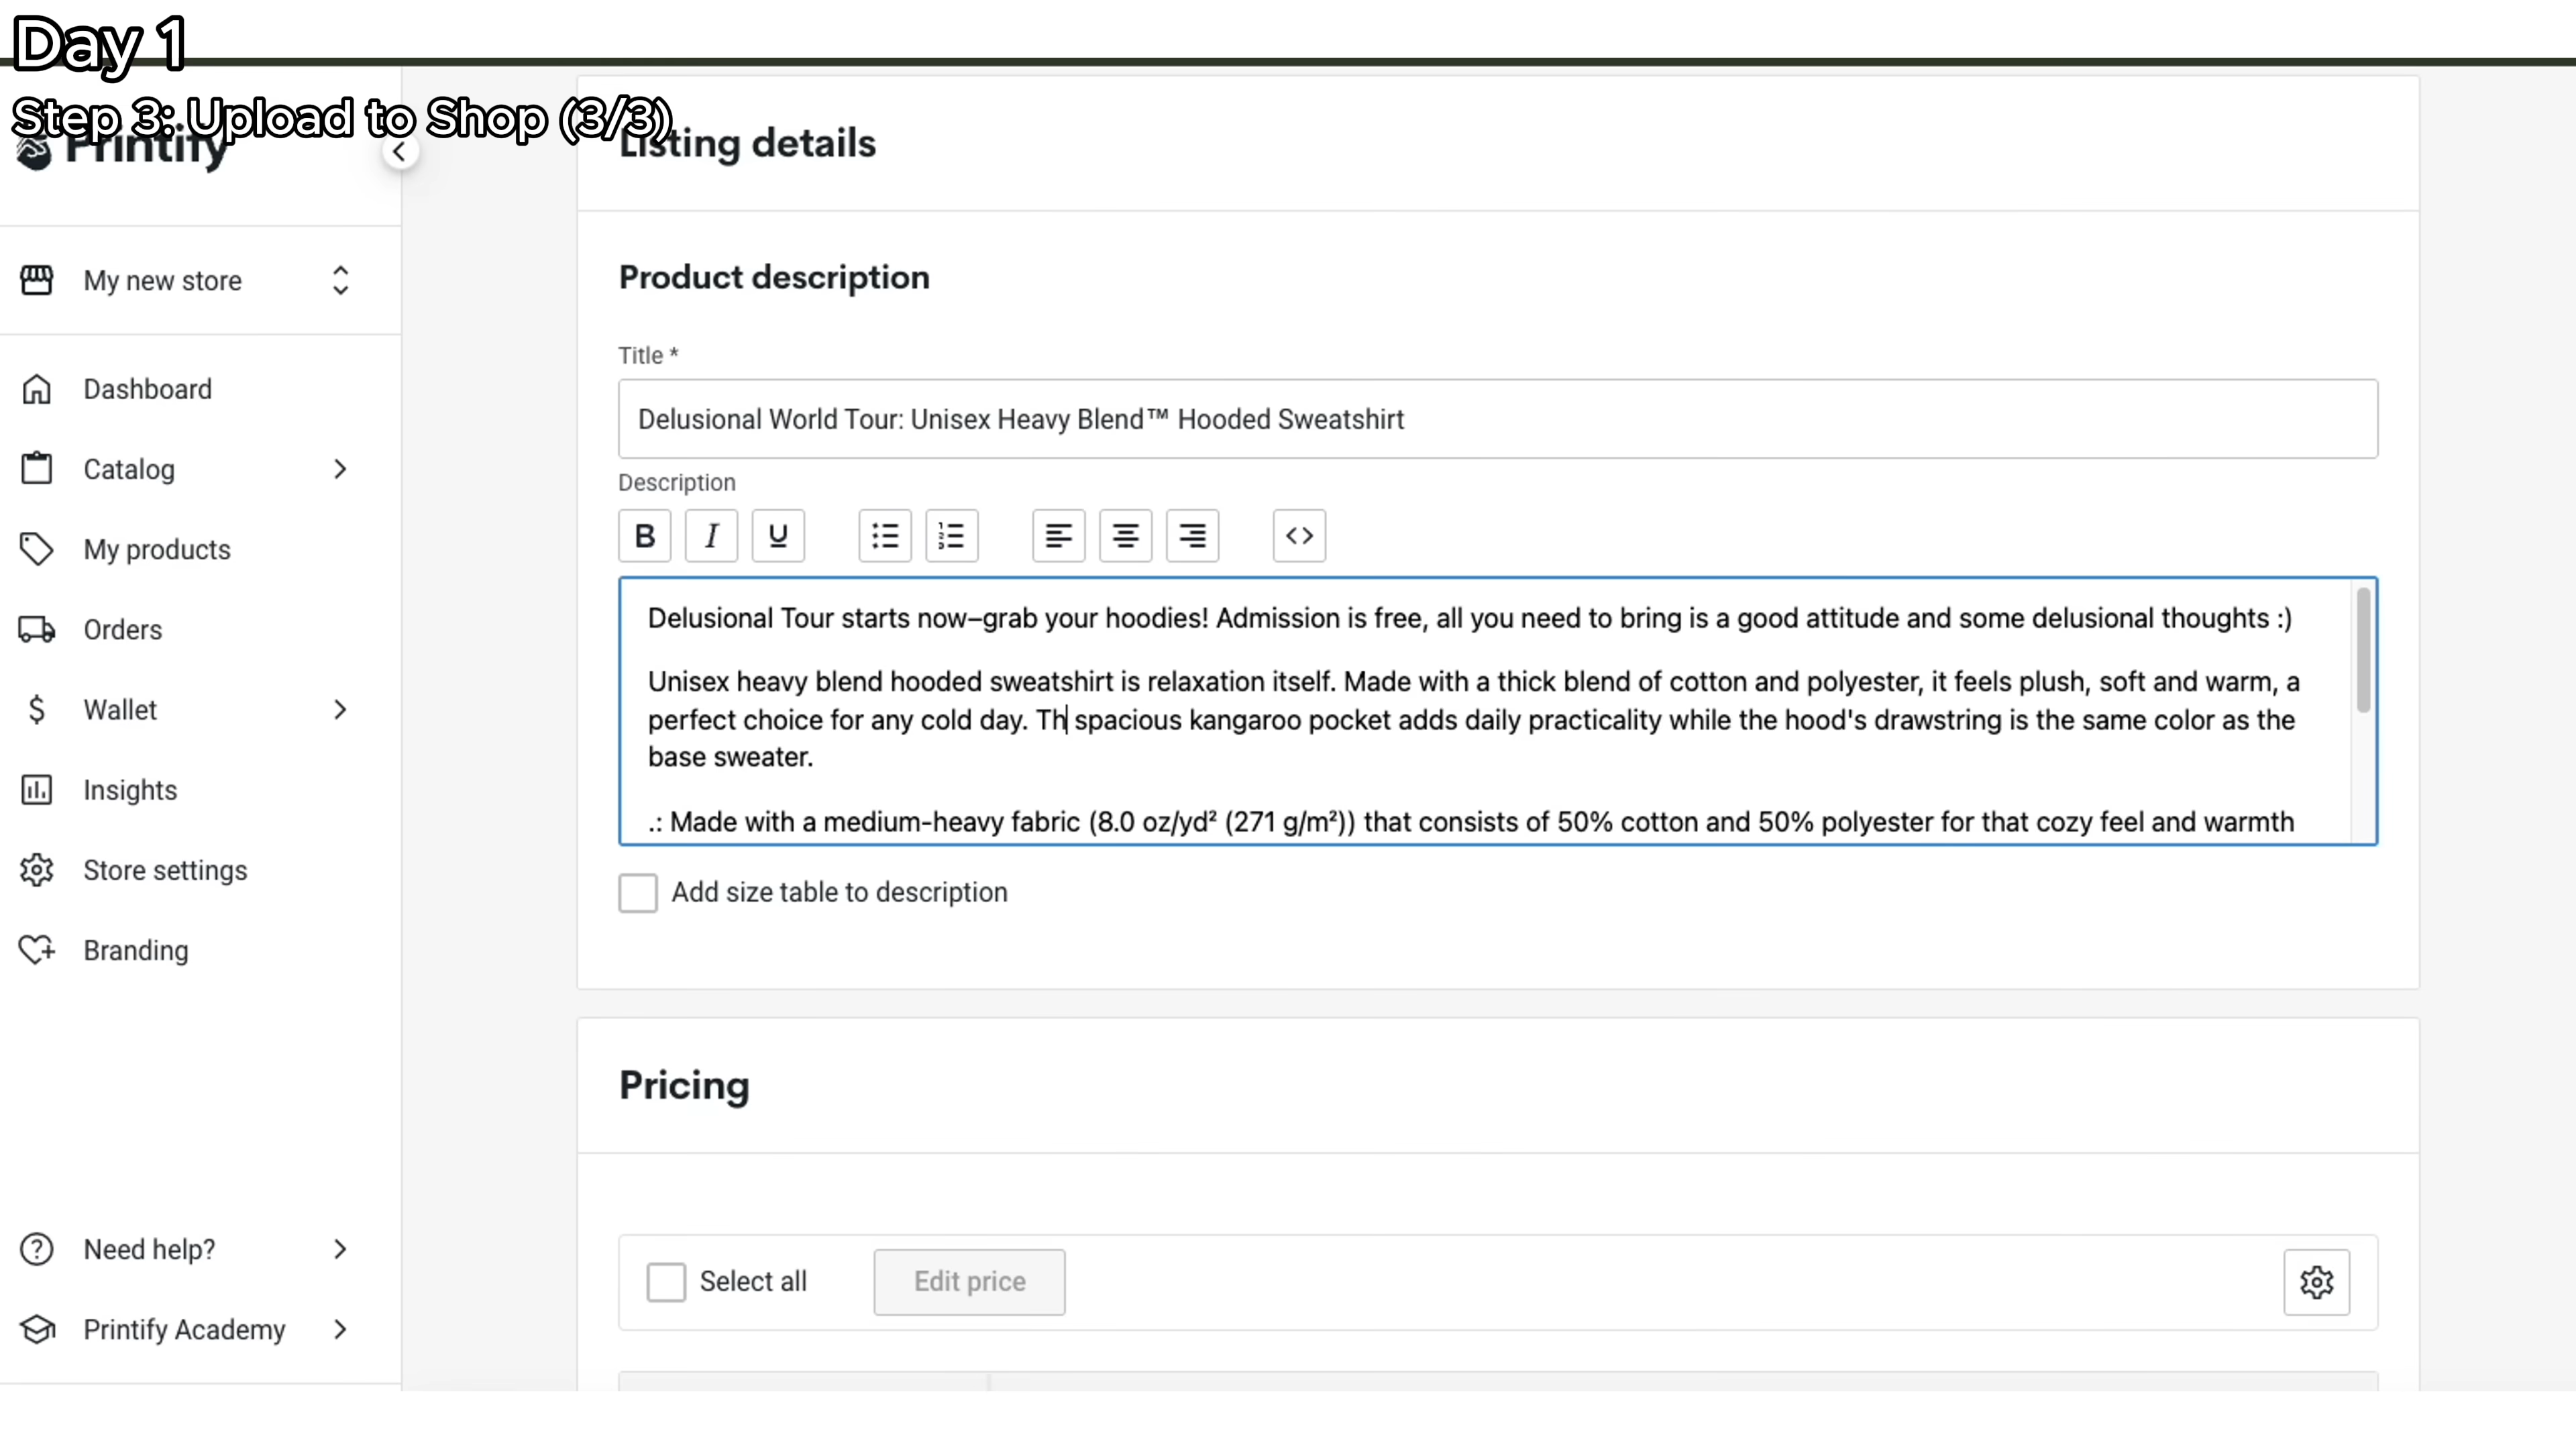 Day 1
Step 3: Upload to Shop (3/3)
Printify
My new store
Dashboard
Catalog
My products
Orders
Wallet
Insights
Store settings
Branding
Need help?
Printify Academy
Listing details
Product description
Title *
Delusional World Tour: Unisex Heavy Blend™ Hooded Sweatshirt
Description
B I U
Delusional Tour starts now–grab your hoodies! Admission is free, all you need to bring is a good attitude and some delusional thoughts :)
Unisex heavy blend hooded sweatshirt is relaxation itself. Made with a thick blend of cotton and polyester, it feels plush, soft and warm, a
perfect choice for any cold day. Th spacious kangaroo pocket adds daily practicality while the hood's drawstring is the same color as the
base sweater.
.: Made with a medium-heavy fabric (8.0 oz/yd² (271 g/m²)) that consists of 50% cotton and 50% polyester for that cozy feel and warmth
Add size table to description
Pricing
Select all
Edit price